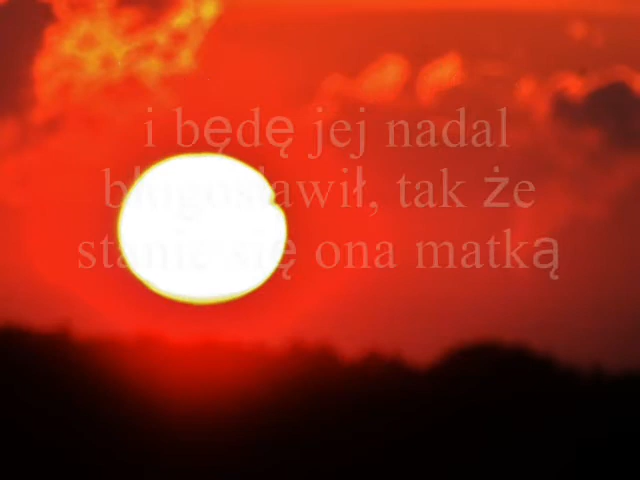 i będę jej nadal
błogosławił, tak że
stanie się ona matką